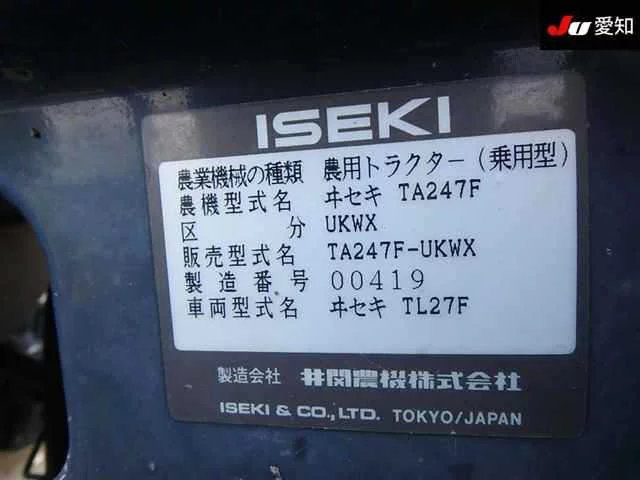 JU 愛知
ISEKI
農業機械の種類 農用トラクター(乗用型)
農機型式名 ヰセキ TA247F
区分 UKWX
販売型式名 TA247F-UKWX
製造番号 00419
車両型式名 ヰセキ TL27F
製造会社 井関農機株式会社
ISEKI & CO., LTD. TOKYO/JAPAN